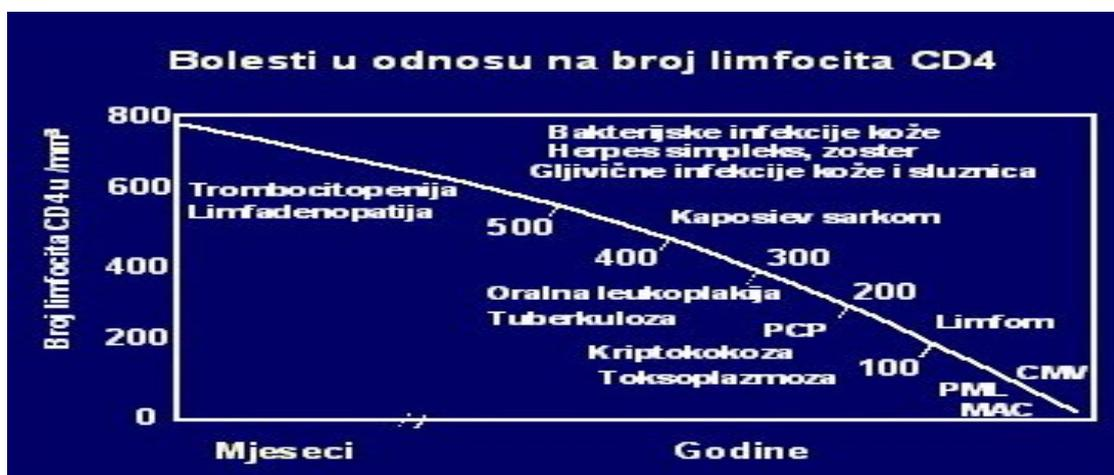 Bolesti u odnosu na broj limfocita CD4
Broj limfocita CD4 u /mm³
800
600
400
200
0
Bakterijske infekcije kože
Herpes simpleks, zoster
Gljivične infekcije kože i sluznica
Trombocitopenija
Limfadenopatija
500
Kaposiev sarkom
400
300
Oralna leukoplakija
Tuberkuloza
200
PCP
Limfom
Kriptokokoza
Toksoplazmoza
100
CMV
PML
MAC
Mjeseci
Godine